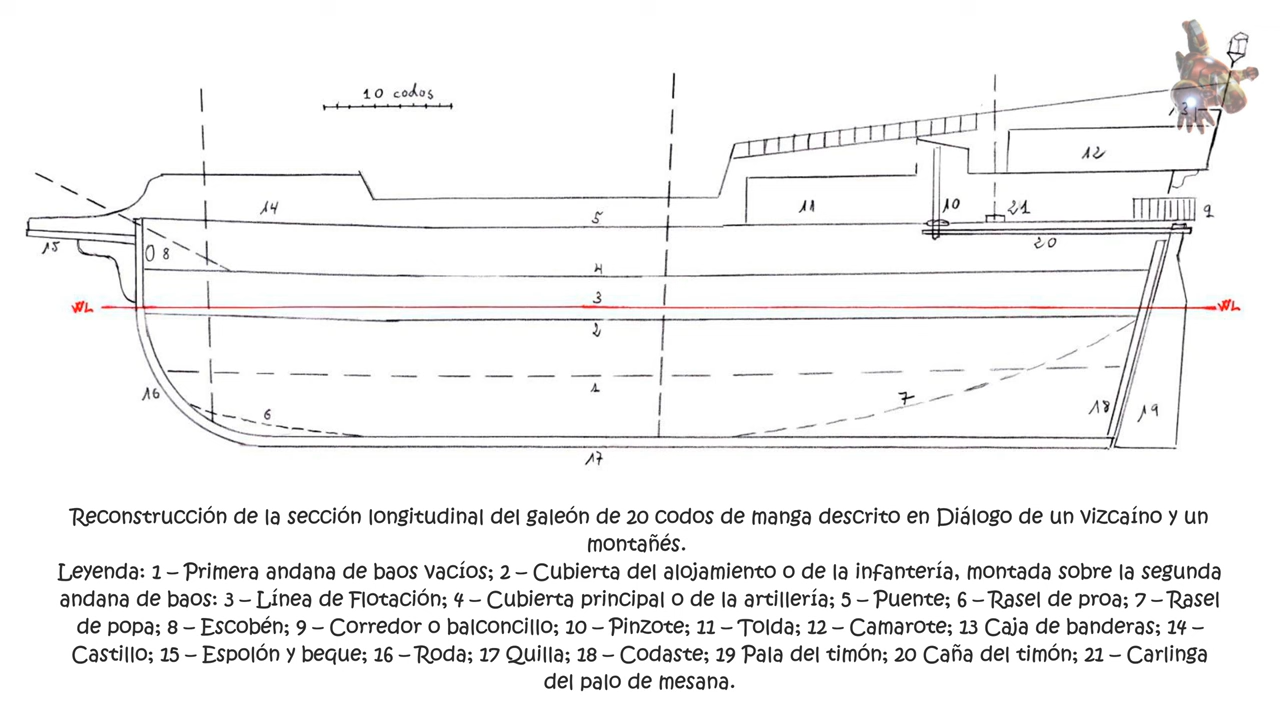 10 codos
3
12
14
11
10
21
9
5
15
8
20
4
WL
3
WL
2
1
16
6
7
18
19
17
Reconstrucción de la sección longitudinal del galeón de 20 codos de manga descrito en Diálogo de un vizcaíno y un
montañés.
Leyenda: 1 – Primera andana de baos vacíos; 2 – Cubierta del alojamiento o de la infantería, montada sobre la segunda
andana de baos: 3 – Línea de Flotación; 4 – Cubierta principal o de la artillería; 5 – Puente; 6 – Rasel de proa; 7 – Rasel
de popa; 8 – Escobén; 9 – Corredor o balconcillo; 10 – Pinzote; 11 – Tolda; 12 – Camarote; 13 Caja de banderas; 14 –
Castillo; 15 – Espolón y beque; 16 – Roda; 17 Quilla; 18 – Codaste; 19 Pala del timón; 20 Caña del timón; 21 – Carlinga
del palo de mesana.